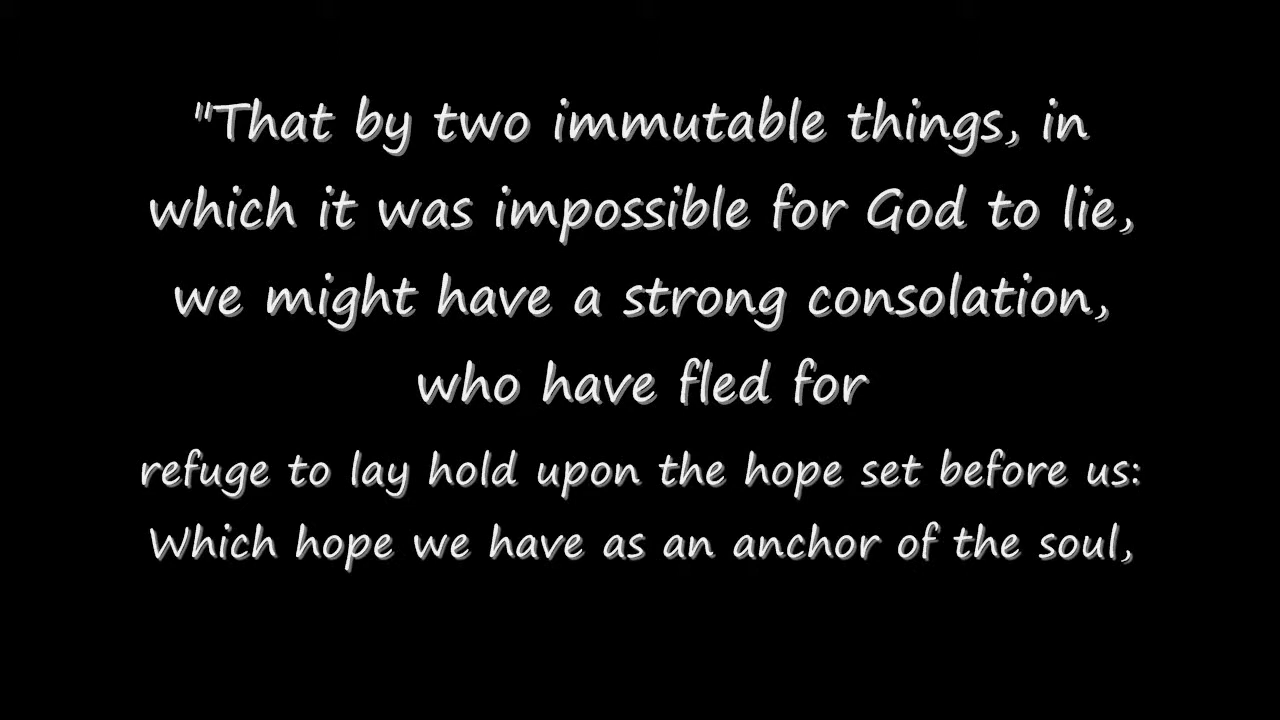 "That by two immutable things, in
which it was impossible for God to lie,
we might have a strong consolation,
who have fled for
refuge to lay hold upon the hope set before us:
Which hope we have as an anchor of the soul,